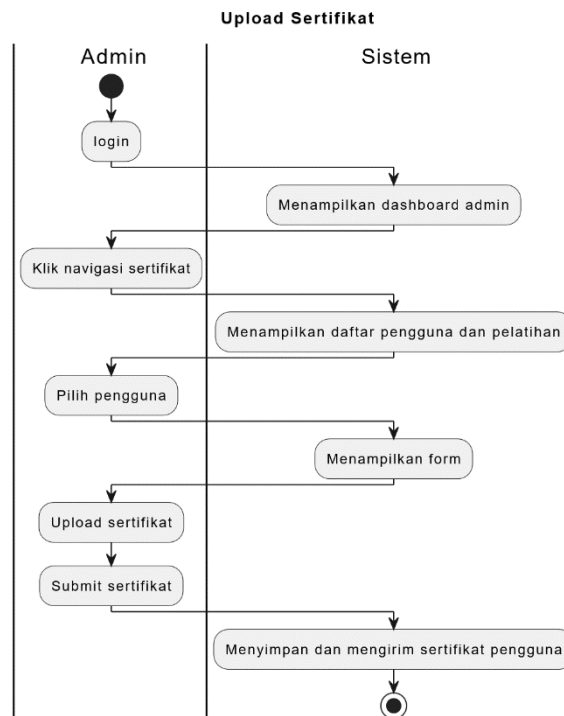 Upload Sertifikat
Admin
Sistem
login
Menampilkan dashboard admin
Klik navigasi sertifikat
Menampilkan daftar pengguna dan pelatihan
Pilih pengguna
Menampilkan form
Upload sertifikat
Submit sertifikat
Menyimpan dan mengirim sertifikat pengguna